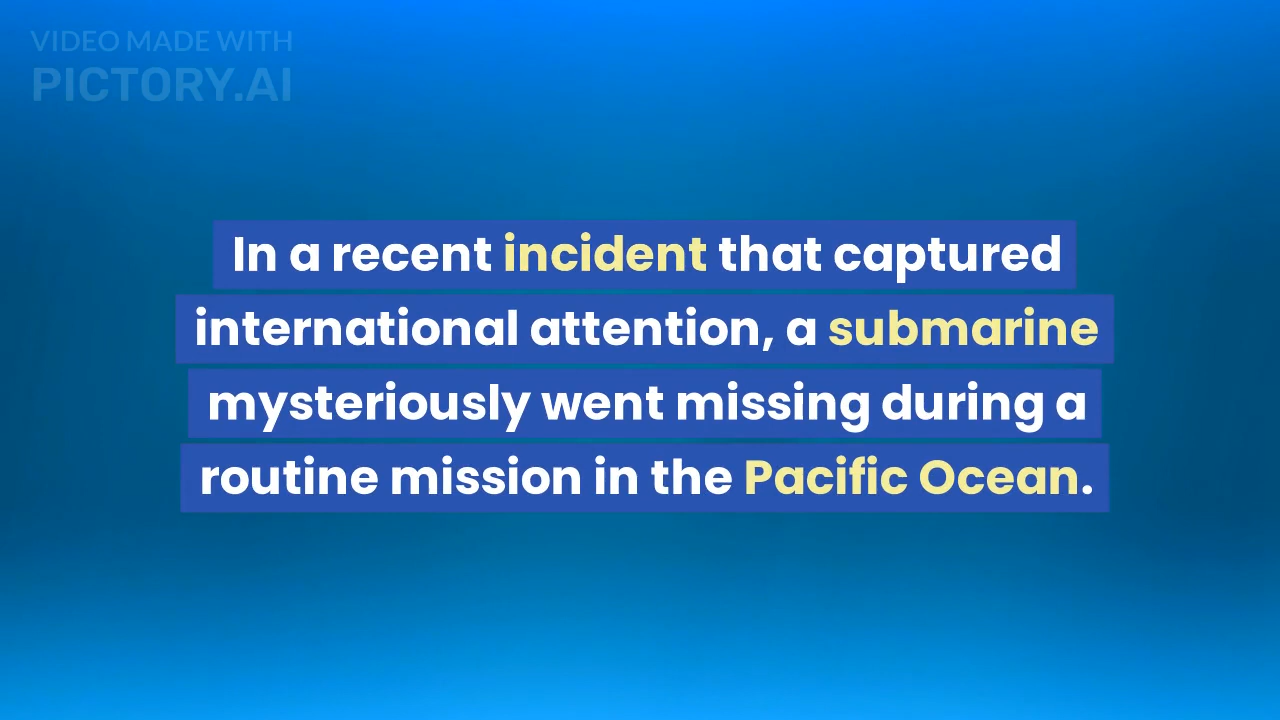 VIDEO MADE WITH
PICTORY.AI
In a recent incident that captured
international attention, a submarine
mysteriously went missing during a
routine mission in the Pacific Ocean.